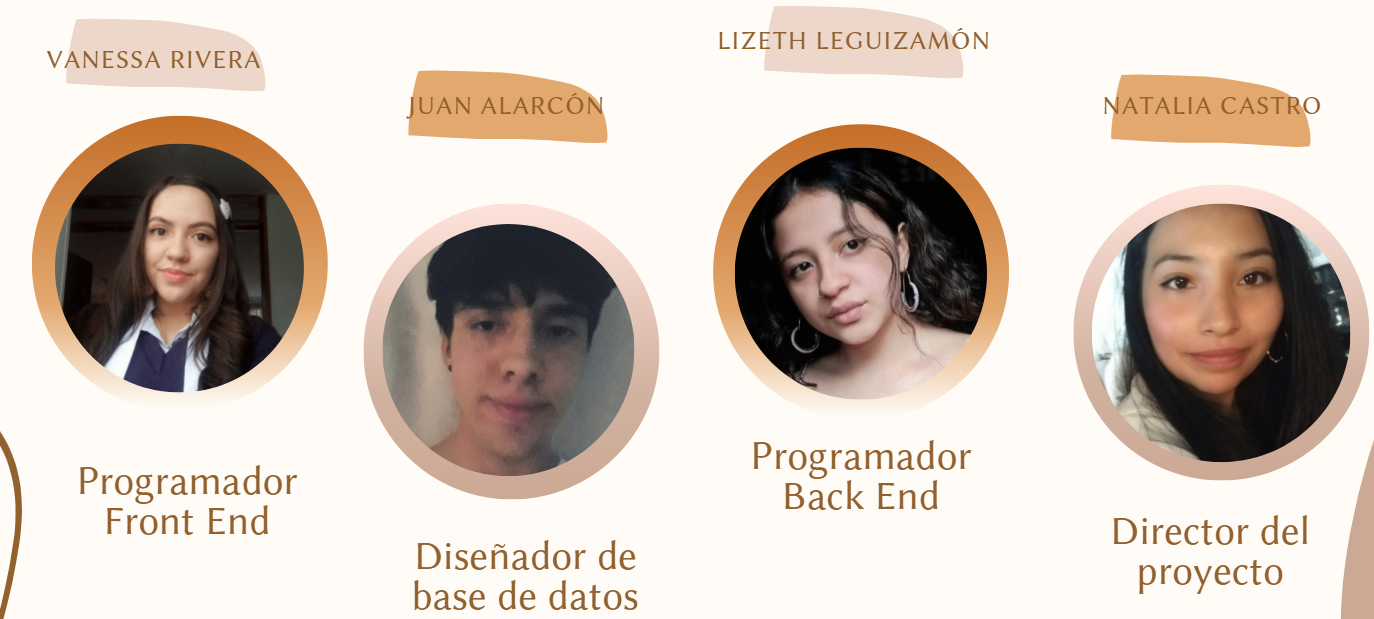 VANESSA RIVERA
Programador
Front End
JUAN ALARCÓN
Diseñador de
base de datos
LIZETH LEGUIZAMÓN
Programador
Back End
NATALIA CASTRO
Director del
proyecto